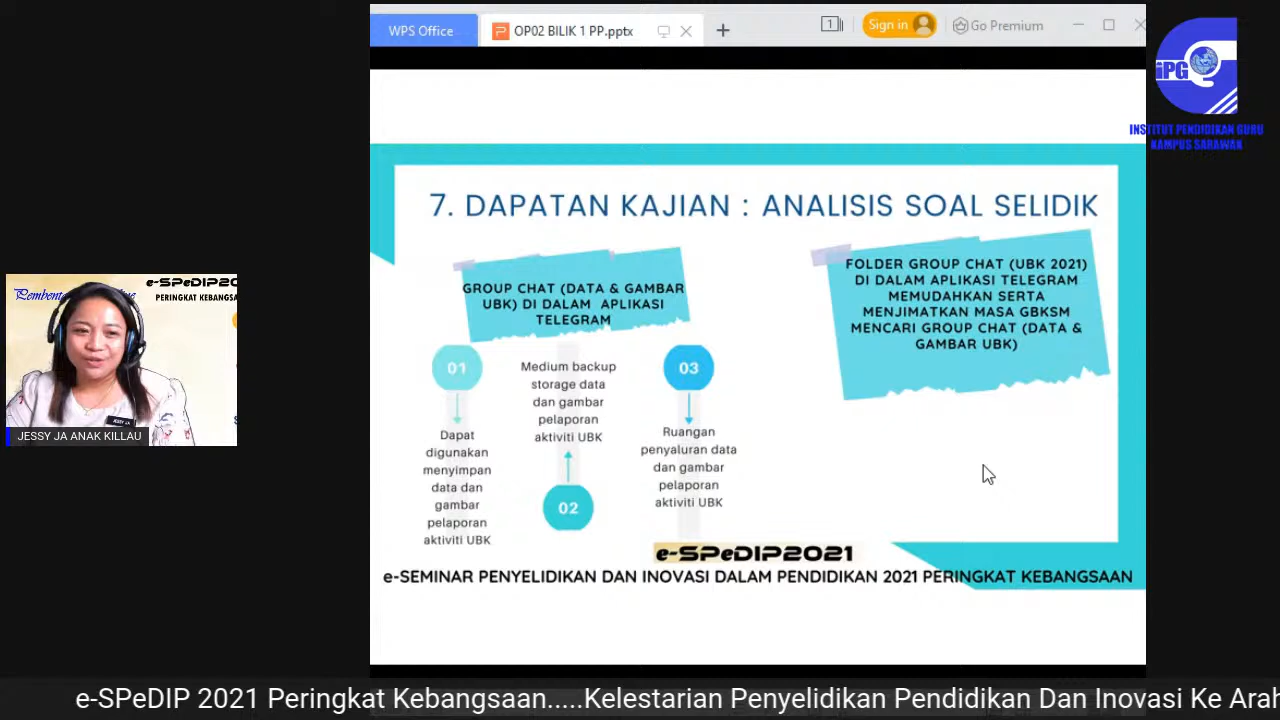 WPS Office
OP02 BILIK 1 PP.pptx
1
Sign in
Go Premium
iPG
INSTITUT PENDIDIKAN GURU
KAMPUS SARAWAK
7. DAPATAN KAJIAN : ANALISIS SOAL SELIDIK
GROUP CHAT (DATA & GAMBAR
UBK) DI DALAM APLIKASI
TELEGRAM
FOLDER GROUP CHAT (UBK 2021)
DI DALAM APLIKASI TELEGRAM
MEMUDAHKAN SERTA
MENJIMATKAN MASA GBKSM
MENCARI GROUP CHAT (DATA &
GAMBAR UBK)
01
Dapat
digunakan
menyimpan
data dan
gambar
pelaporan
aktiviti UBK
Medium backup
storage data
dan gambar
pelaporan
aktiviti UBK
02
03
Ruangan
penyaluran data
dan gambar
pelaporan
aktiviti UBK
e-SPeDIP2021
e-SEMINAR PENYELIDIKAN DAN INOVASI DALAM PENDIDIKAN 2021 PERINGKAT KEBANGSAAN
e-SPeDIP20
PERINGKAT KEBANGSA
JESSY JA
JESSY JA ANAK KILLAU
e-SPeDIP 2021 Peringkat Kebangsaan.....Kelestarian Penyelidikan Pendidikan Dan Inovasi Ke Arah